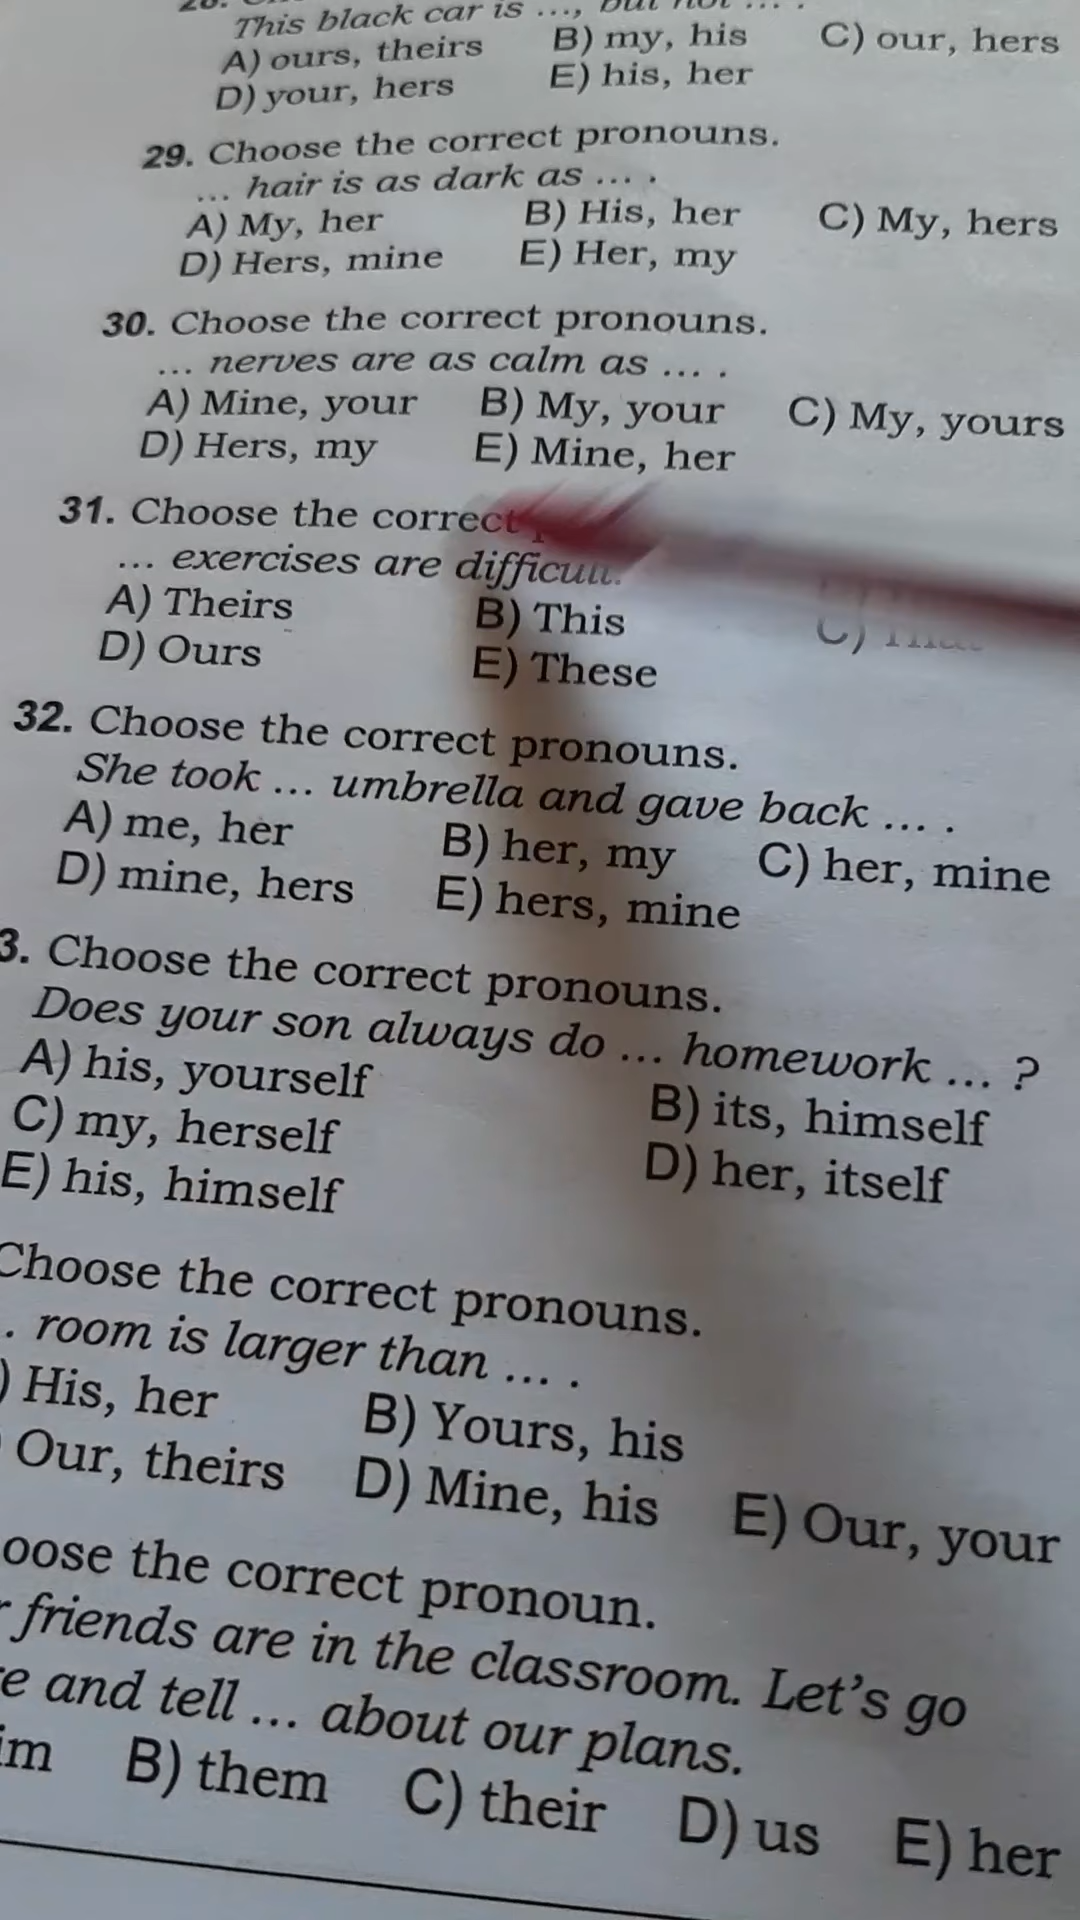 This black car is ..., but not ... .
A) ours, theirs B) my, his C) our, hers
D) your, hers E) his, her
29. Choose the correct pronouns.
... hair is as dark as ... .
A) My, her B) His, her C) My, hers
D) Hers, mine E) Her, my
30. Choose the correct pronouns.
... nerves are as calm as ... .
A) Mine, your B) My, your C) My, yours
D) Hers, my E) Mine, her
31. Choose the correct
... exercises are difficult.
A) Theirs B) This C)
D) Ours E) These
32. Choose the correct pronouns.
She took ... umbrella and gave back ... .
A) me, her B) her, my C) her, mine
D) mine, hers E) hers, mine
3. Choose the correct pronouns.
Does your son always do ... homework ... ?
A) his, yourself B) its, himself
C) my, herself D) her, itself
E) his, himself
Choose the correct pronouns.
. room is larger than ... .
) His, her B) Yours, his
Our, theirs D) Mine, his E) Our, your
oose the correct pronoun.
r friends are in the classroom. Let's go
e and tell ... about our plans.
im B) them C) their D) us E) her